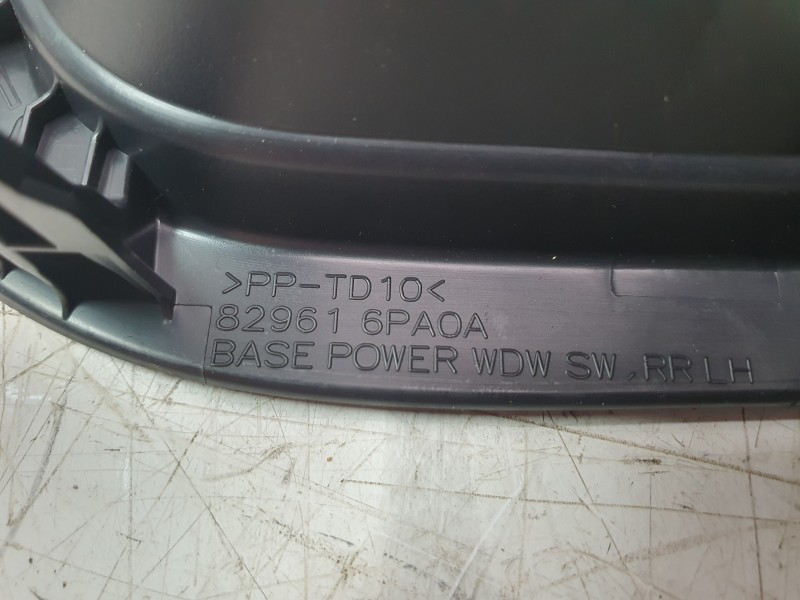 >PP-TD10<
82961 6PA0A
BASE POWER WDW SW, RR LH